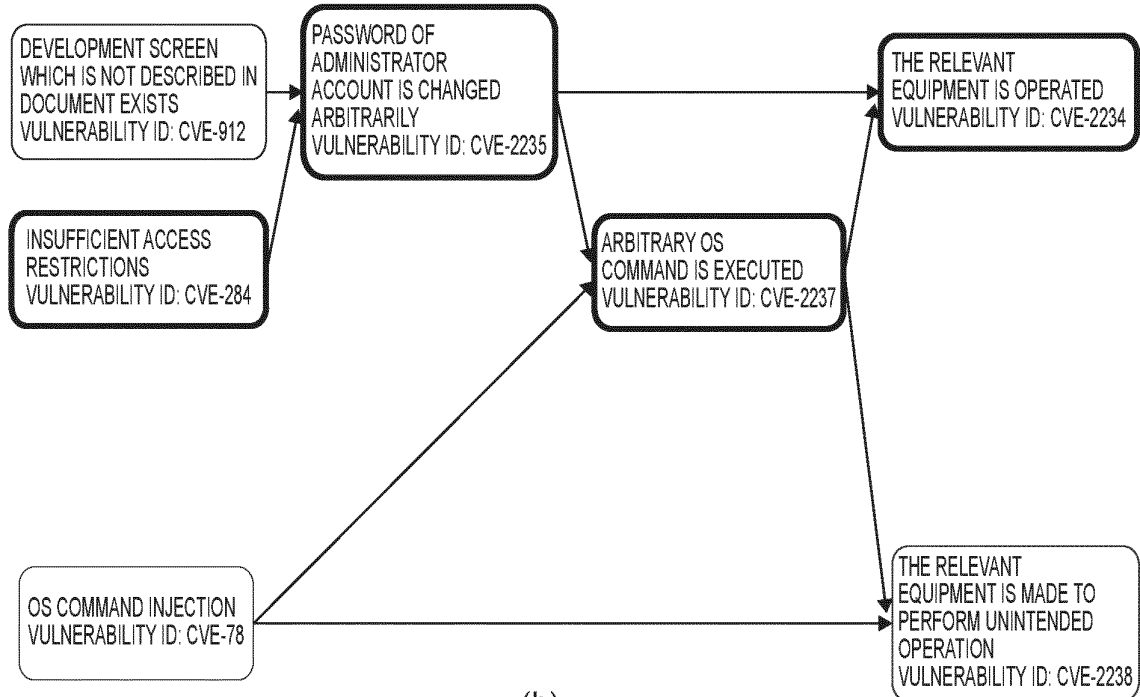 DEVELOPMENT SCREEN
WHICH IS NOT DESCRIBED IN
DOCUMENT EXISTS
VULNERABILITY ID: CVE-912
PASSWORD OF
ADMINISTRATOR
ACCOUNT IS CHANGED
ARBITRARILY
VULNERABILITY ID: CVE-2235
THE RELEVANT
EQUIPMENT IS OPERATED
VULNERABILITY ID: CVE-2234
INSUFFICIENT ACCESS
RESTRICTIONS
VULNERABILITY ID: CVE-284
ARBITRARY OS
COMMAND IS EXECUTED
VULNERABILITY ID: CVE-2237
OS COMMAND INJECTION
VULNERABILITY ID: CVE-78
THE RELEVANT
EQUIPMENT IS MADE TO
PERFORM UNINTENDED
OPERATION
VULNERABILITY ID: CVE-2238